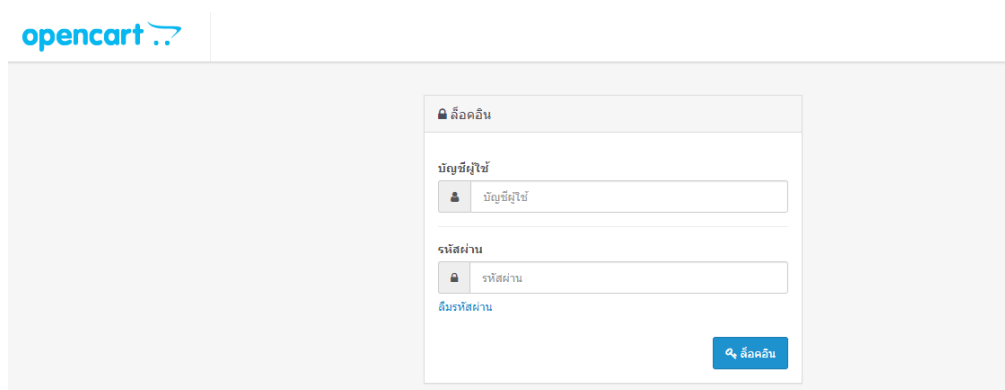 opencart
ล็อคอิน
บัญชีผู้ใช้
บัญชีผู้ใช้
รหัสผ่าน
รหัสผ่าน
ลืมรหัสผ่าน
ล็อคอิน